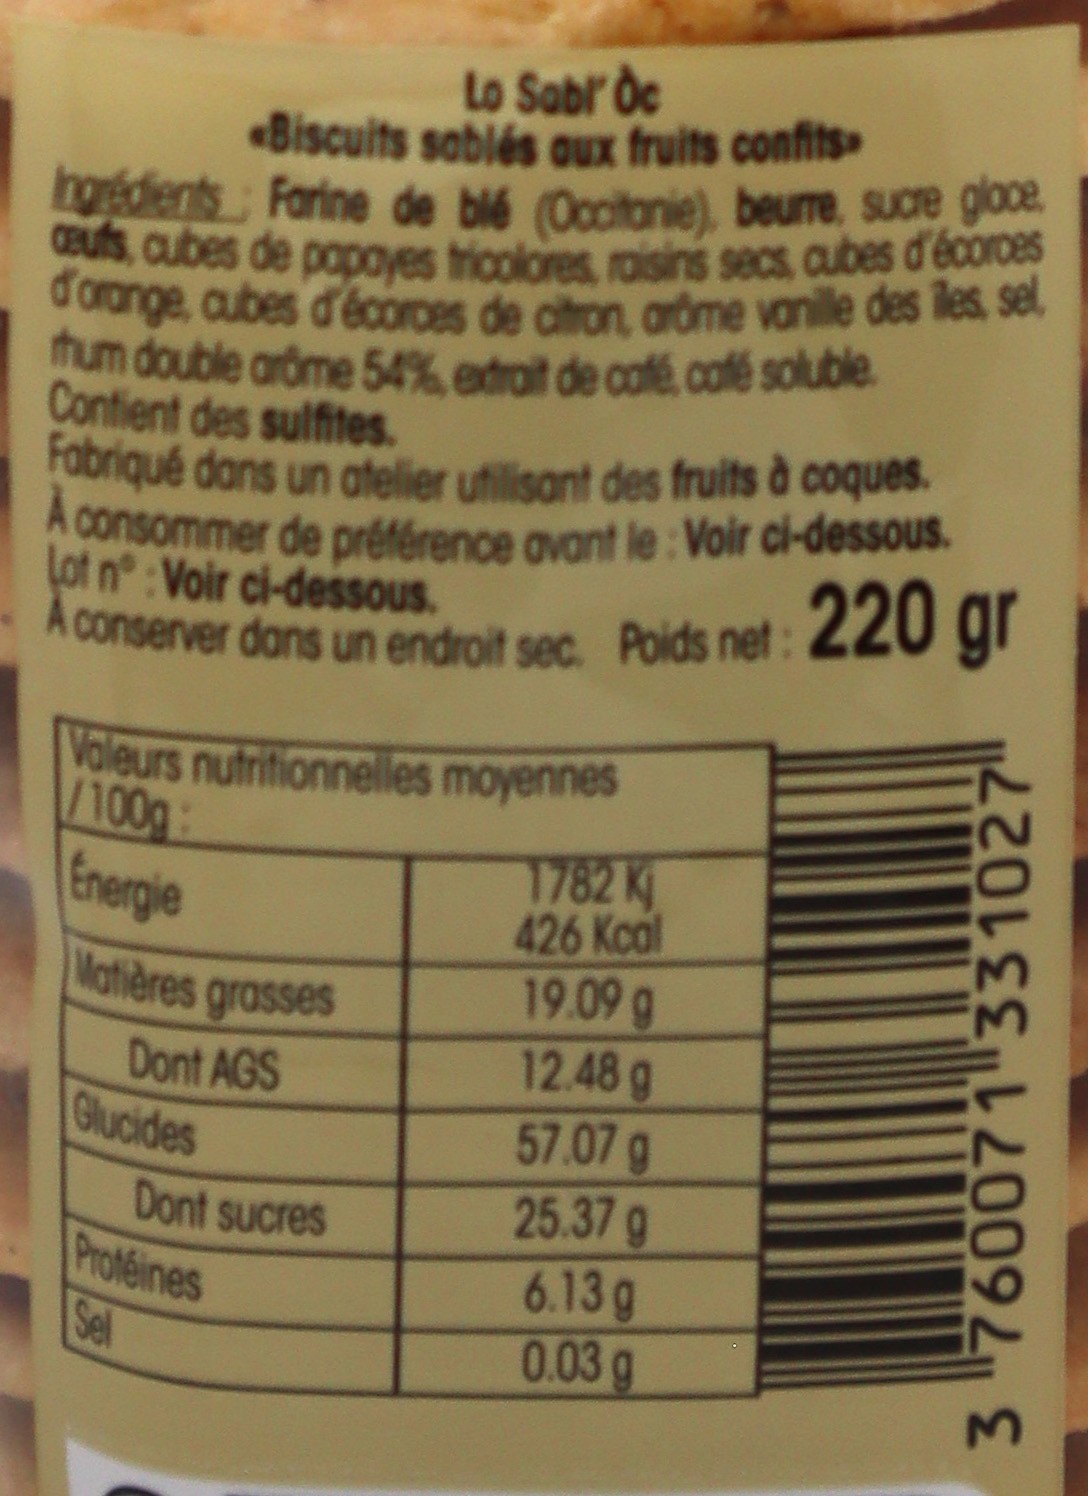 Lo Sabl' Òc
«Biscuits sablés aux fruits confits»
Ingrédients : Farine de blé (Occitanie), beurre, sucre glace,
œufs, cubes de papayes tricolores, raisins secs, cubes d'écorces
d'orange, cubes d'écorces de citron, arôme vanille des îles, sel,
rhum double arôme 54%, extrait de café, café soluble.
Contient des sulfites.
Fabriqué dans un atelier utilisant des fruits à coques.
À consommer de préférence avant le : Voir ci-dessous.
Lot n° : Voir ci-dessous.
À conserver dans un endroit sec. Poids net : 220 gr
Valeurs nutritionnelles moyennes
/100g :
Énergie 1782 Kj
426 Kcal
Matières grasses 19.09 g
Dont AGS 12.48 g
Glucides 57.07 g
Dont sucres 25.37 g
Protéines 6.13 g
Sel 0.03 g
3 760071 331027